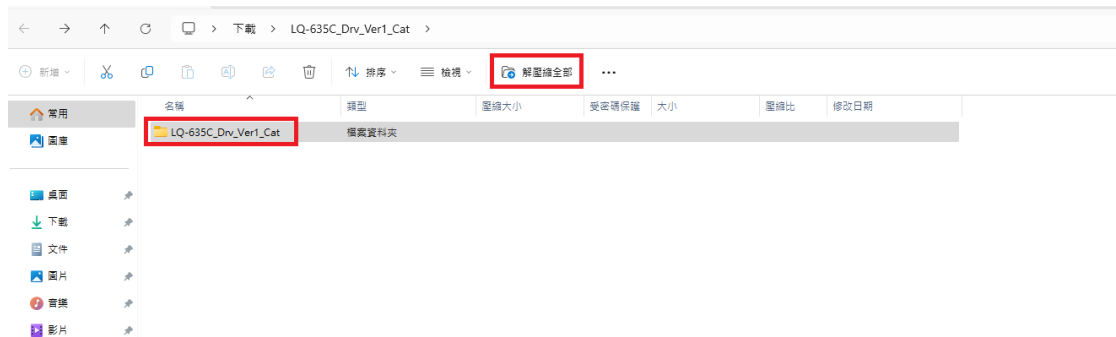 下載 > LQ-635C_Drv_Ver1_Cat >
新增 排序 檢視 解壓縮全部 ...
名稱 類型 壓縮大小 受密碼保護 大小 壓縮比 修改日期
常用
LQ-635C_Drv_Ver1_Cat 檔案資料夾
圖庫
桌面
下載
文件
圖片
音樂
影片